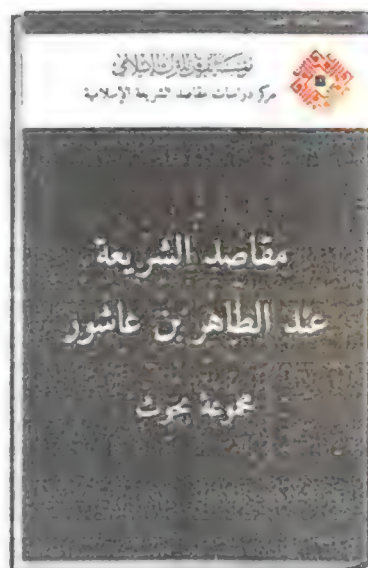 مؤسسة الفرقان للتراث الإسلامي
مركز دراسات مقاصد الشريعة الإسلامية
مقاصد الشريعة
عند الطاهر بن عاشور
مجموعة بحوث